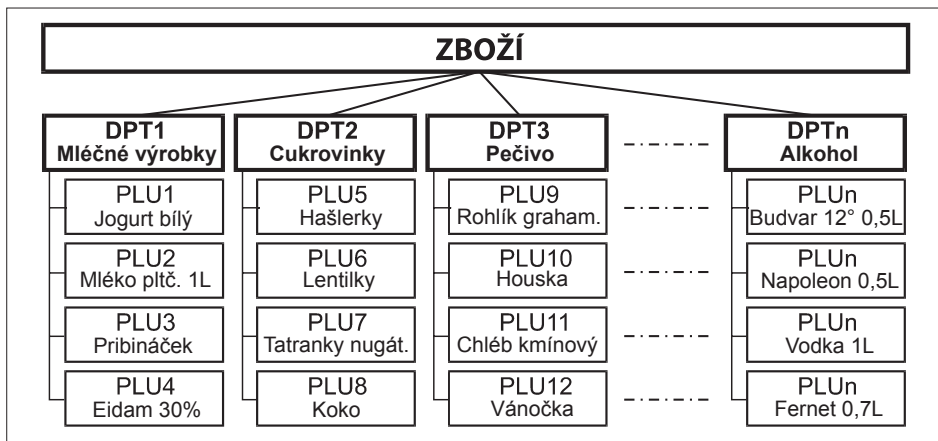 ZBOŽÍ
DPT1
Mléčné výrobky
PLU1
Jogurt bílý
PLU2
Mléko pltč. 1L
PLU3
Pribináček
PLU4
Eidam 30%
DPT2
Cukrovinky
PLU5
Hašlerky
PLU6
Lentilky
PLU7
Tatranky nugát.
PLU8
Koko
DPT3
Pečivo
PLU9
Rohlík graham.
PLU10
Houska
PLU11
Chléb kmínový
PLU12
Vánočka
DPTn
Alkohol
PLUn
Budvar 12° 0,5L
PLUn
Napoleon 0,5L
PLUn
Vodka 1L
PLUn
Fernet 0,7L